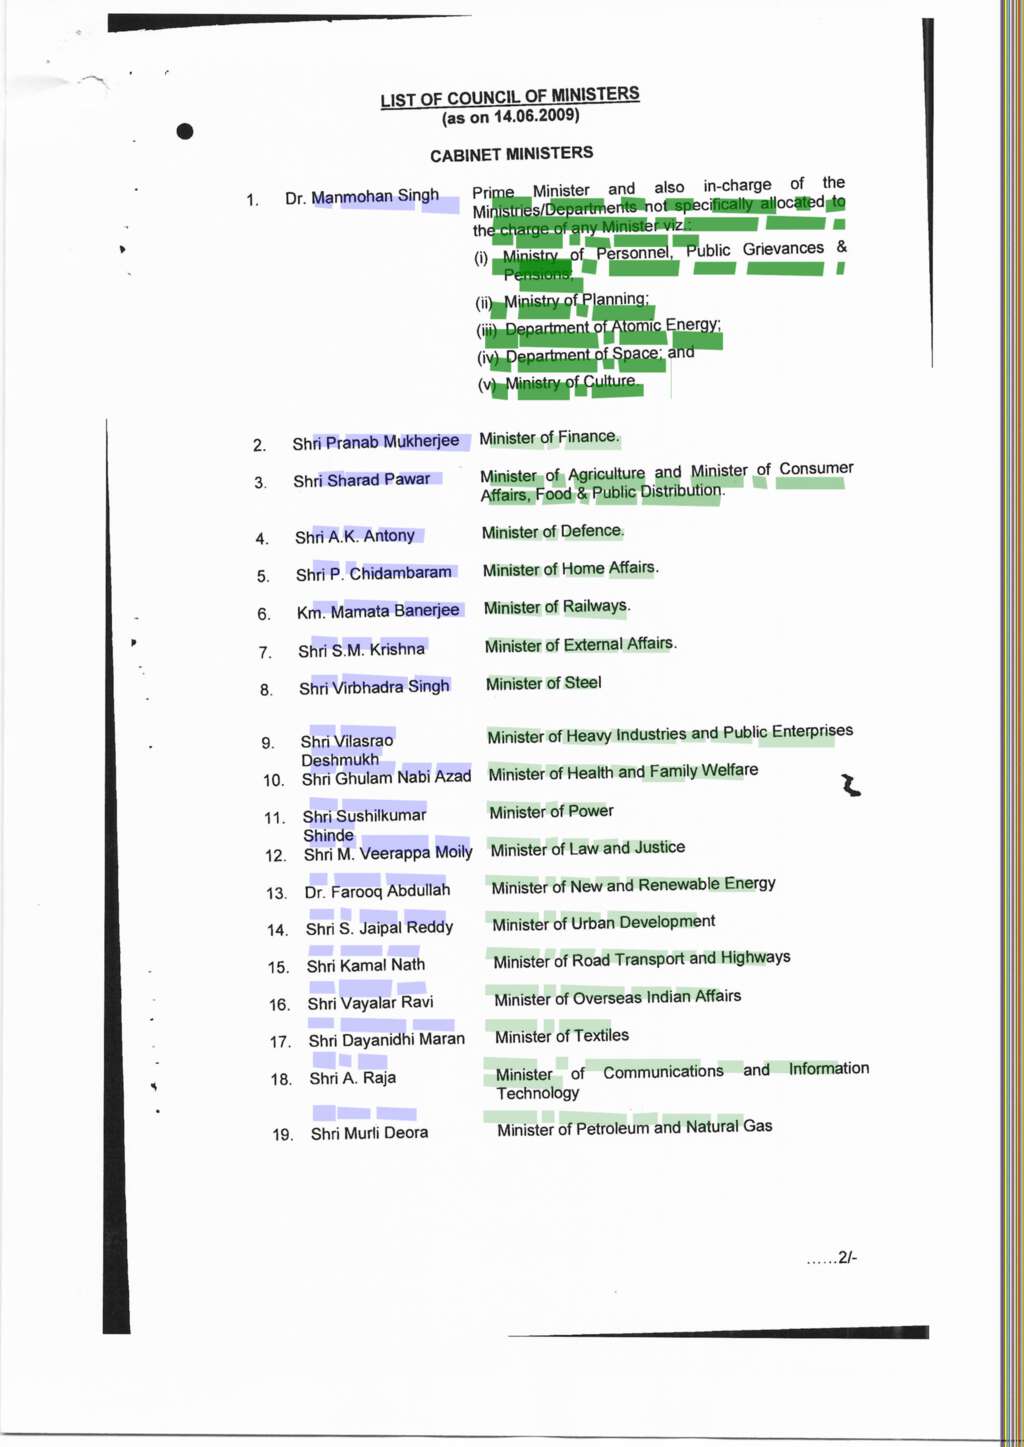 LIST OF COUNCIL OF MINISTERS
(as on 14.06.2009)
CABINET MINISTERS
1. Dr. Manmohan Singh Prime Minister and also in-charge of the
Ministries/Departments not specifically allocated to
the charge of any Minister viz.:
(i) Ministry of Personnel, Public Grievances &
Pensions;
(ii) Ministry of Planning;
(iii) Department of Atomic Energy;
(iv) Department of Space; and
(v) Ministry of Culture.
2. Shri Pranab Mukherjee Minister of Finance.
3. Shri Sharad Pawar Minister of Agriculture and Minister of Consumer
Affairs, Food & Public Distribution.
4. Shri A.K. Antony Minister of Defence.
5. Shri P. Chidambaram Minister of Home Affairs.
6. Km. Mamata Banerjee Minister of Railways.
7. Shri S.M. Krishna Minister of External Affairs.
8. Shri Virbhadra Singh Minister of Steel
9. Shri Vilasrao Minister of Heavy Industries and Public Enterprises
Deshmukh
10. Shri Ghulam Nabi Azad Minister of Health and Family Welfare
11. Shri Sushilkumar Minister of Power
Shinde
12. Shri M. Veerappa Moily Minister of Law and Justice
13. Dr. Farooq Abdullah Minister of New and Renewable Energy
14. Shri S. Jaipal Reddy Minister of Urban Development
15. Shri Kamal Nath Minister of Road Transport and Highways
16. Shri Vayalar Ravi Minister of Overseas Indian Affairs
17. Shri Dayanidhi Maran Minister of Textiles
18. Shri A. Raja Minister of Communications and Information
Technology
19. Shri Murli Deora Minister of Petroleum and Natural Gas
......2/-